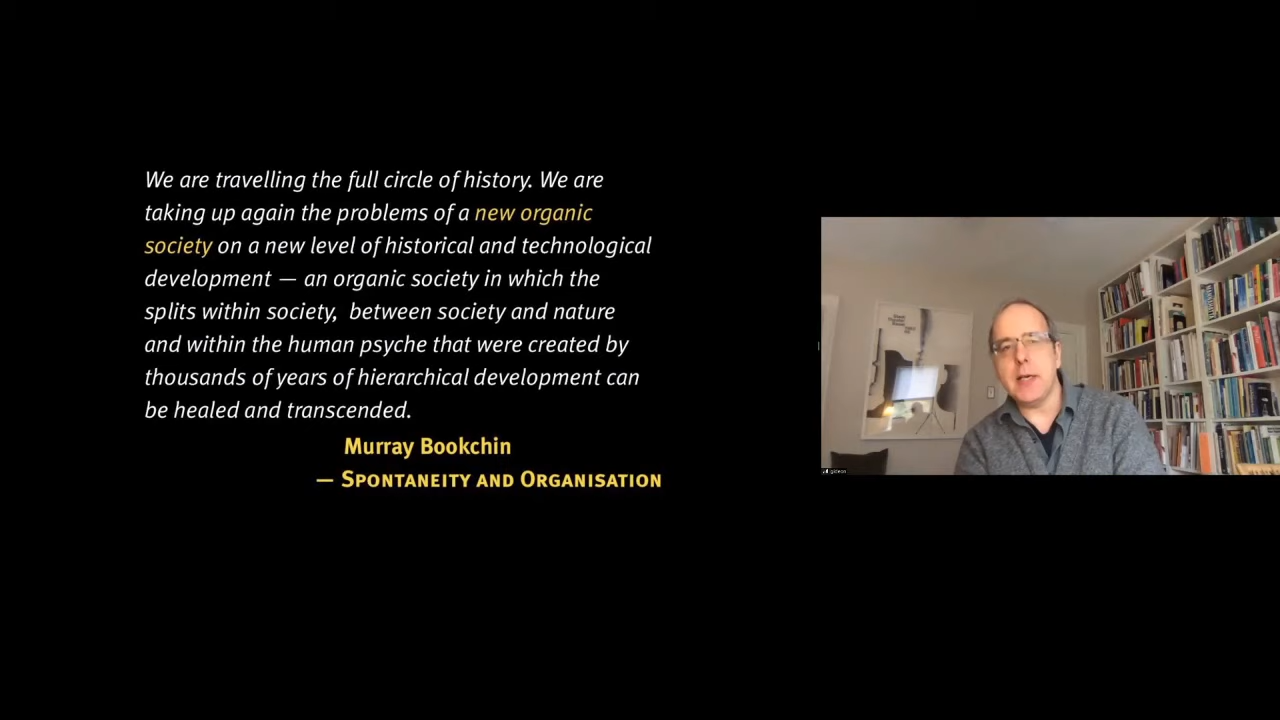 We are travelling the full circle of history. We are
taking up again the problems of a new organic
society on a new level of historical and technological
development — an organic society in which the
splits within society,  between society and nature
and within the human psyche that were created by
thousands of years of hierarchical development can
be healed and transcended.
Murray Bookchin
— Spontaneity and Organisation
gideon